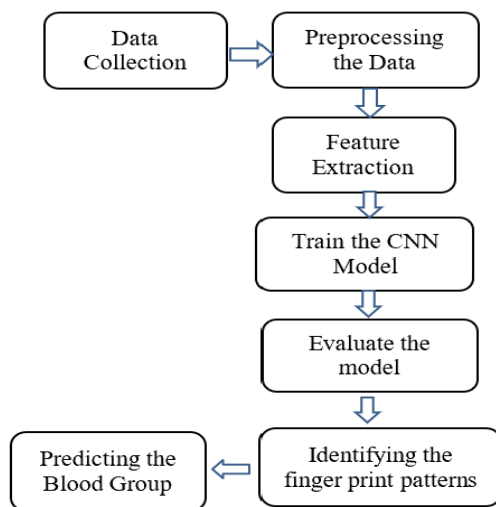 Data
Collection
Preprocessing
the Data
Feature
Extraction
Train the CNN
Model
Evaluate the
model
Identifying the
finger print patterns
Predicting the
Blood Group